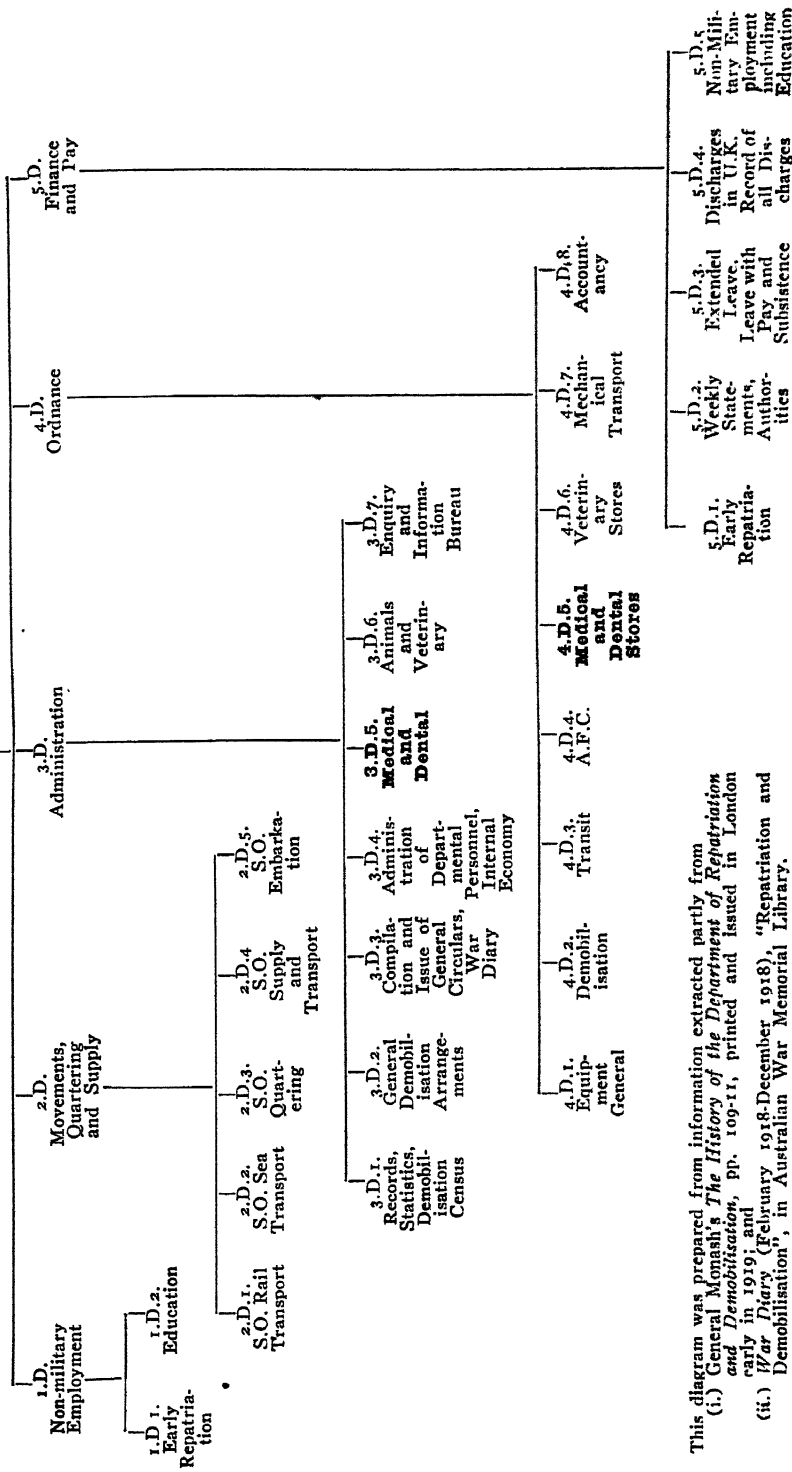 1.D.
Non-military
Employment
2.D.
Movements,
Quartering
and Supply
3.D.
Administration
4.D.
Ordnance
5.D.
Finance
and Pay
1.D 1.
Early
Repatria-
tion
1.D.2.
Education
2.D.1.
S.O. Rail
Transport
2.D.2.
S.O. Sea
Transport
2.D.3.
S.O.
Quart-
ering
2.D.4
S.O.
Supply
and
Transport
2.D.5.
S.O.
Embarka-
tion
3.D.1.
Records,
Statistics,
Demobil-
isation
Census
3.D.2.
General
Demobil-
isation
Arrange-
ments
3.D.3.
Compila-
tion and
Issue of
General
Circulars,
War
Diary
3.D.4.
Adminis-
tration
of
Depart-
mental
Personnel,
Internal
Economy
3.D.5.
Medical
and
Dental
3.D.6.
Animals
and
Veterin-
ary
3.D.7.
Enquiry
and
Informa-
tion
Bureau
4.D.1.
Equip-
ment
General
4.D.2.
Demobil-
isation
4.D.3.
Transit
4.D.4.
A.F.C.
4.D.5.
Medical
and
Dental
Stores
4.D.6.
Veterin-
ary
Stores
4.D.7.
Mechan-
ical
Transport
4.D.8.
Account-
ancy
5.D.1.
Early
Repatria-
tion
5.D.2.
Weekly
State-
ments,
Author-
ities
5.D.3.
Extended
Leave.
Leave with
Pay and
Subsistence
5.D.4.
Discharges
in U.K.
Record of
all Dis-
charges
5.D.5
Non-Mili-
tary Em-
ployment
including
Education
This diagram was prepared from information extracted partly from
(i.) General Monash's The History of the Department of Repatriation
and Demobilisation, pp. 109-11, printed and issued in London
early in 1919; and
(ii.) War Diary (February 1918-December 1918), "Repatriation and
Demobilisation", in Australian War Memorial Library.